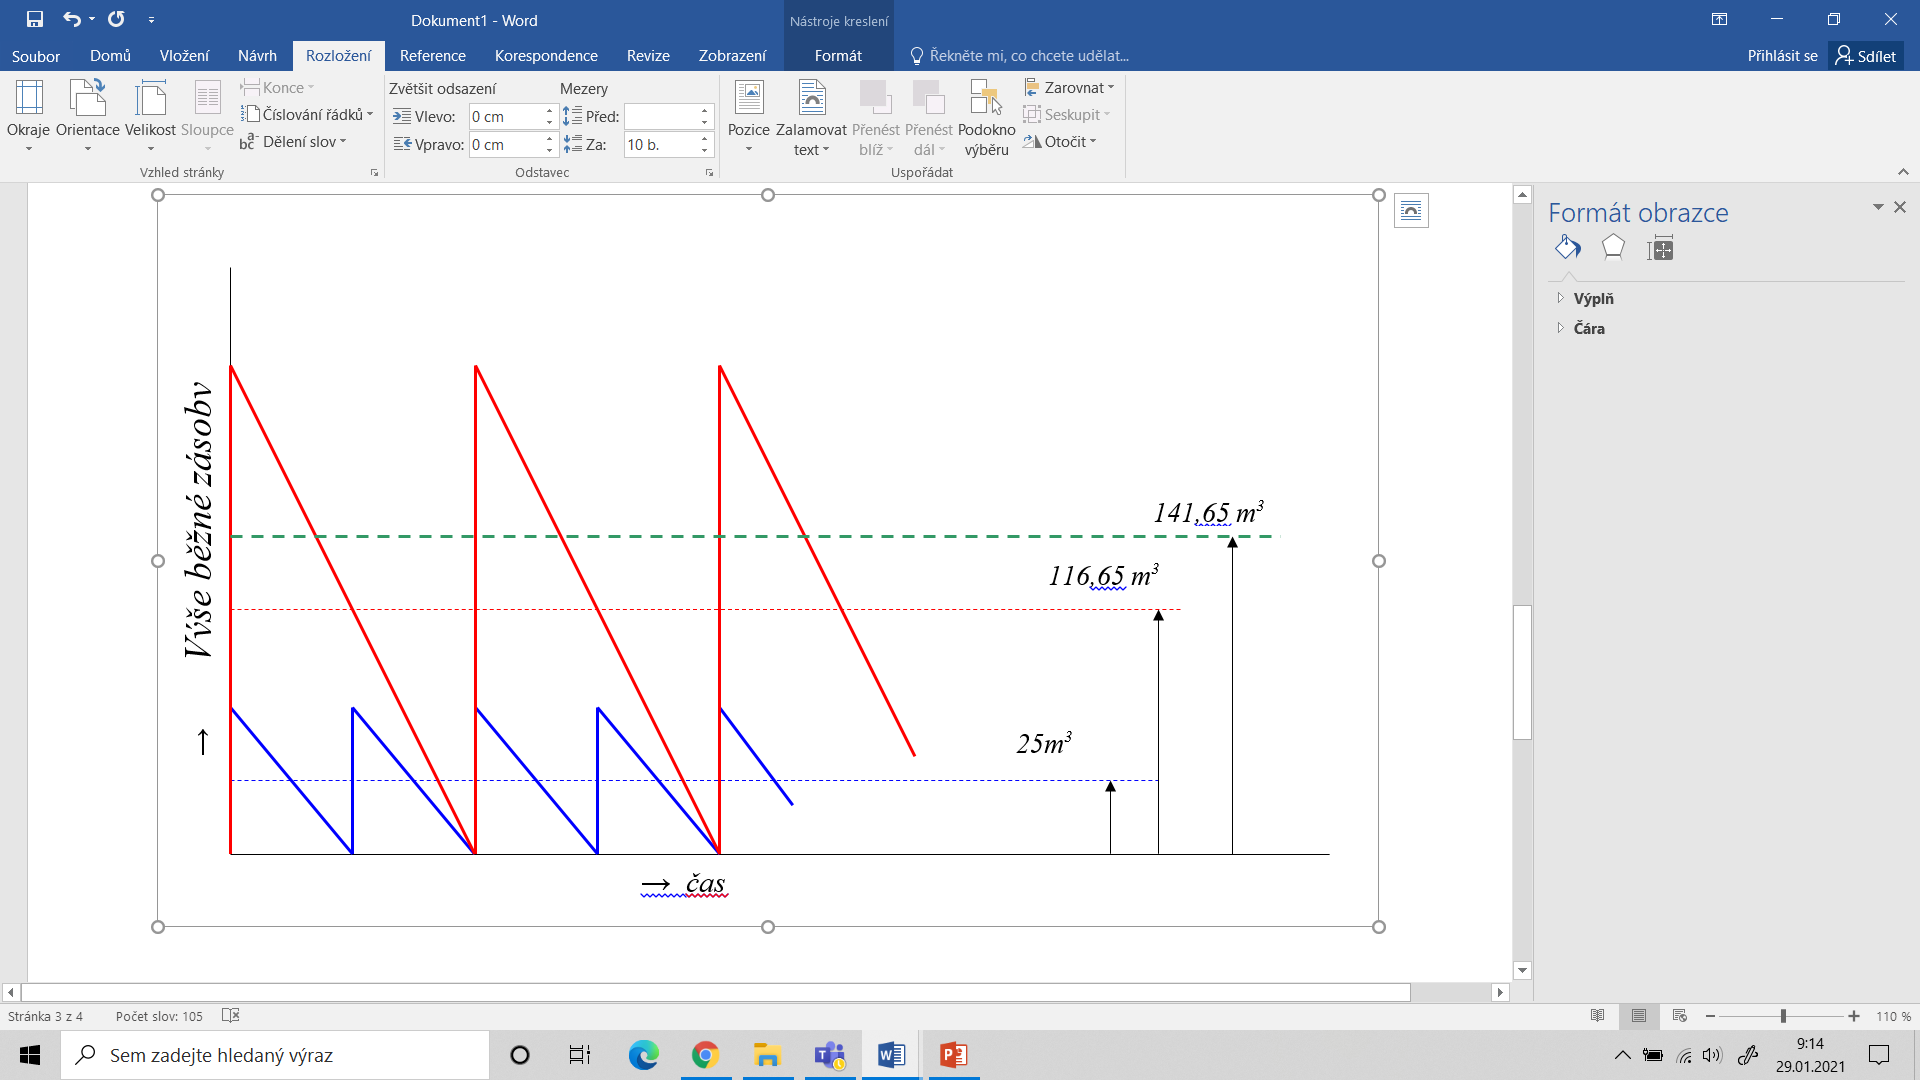 Dokument1 - Word
Nástroje kreslení
Soubor Domů Vložení Návrh Rozložení Reference Korespondence Revize Zobrazení Formát Řekněte mi, co chcete udělat... Přihlásit se Sdílet
Okraje Orientace Velikost Sloupce
Konce
Číslování řádků
Dělení slov
Vzhled stránky
Zvětšit odsazení Mezery
Vlevo: 0 cm Před:
Vpravo: 0 cm Za: 10 b.
Odstavec
Pozice Zalamovat text Přenést blíž Přenést dál Podokno výběru
Zarovnat
Seskupit
Otočit
Uspořádat
Formát obrazce
Výplň
Čára
Výše běžné zásoby
→
141,65 m³
116,65 m³
25m³
→ čas
Stránka 3 z 4 Počet slov: 105 110 %
Sem zadejte hledaný výraz
9:14
29.01.2021